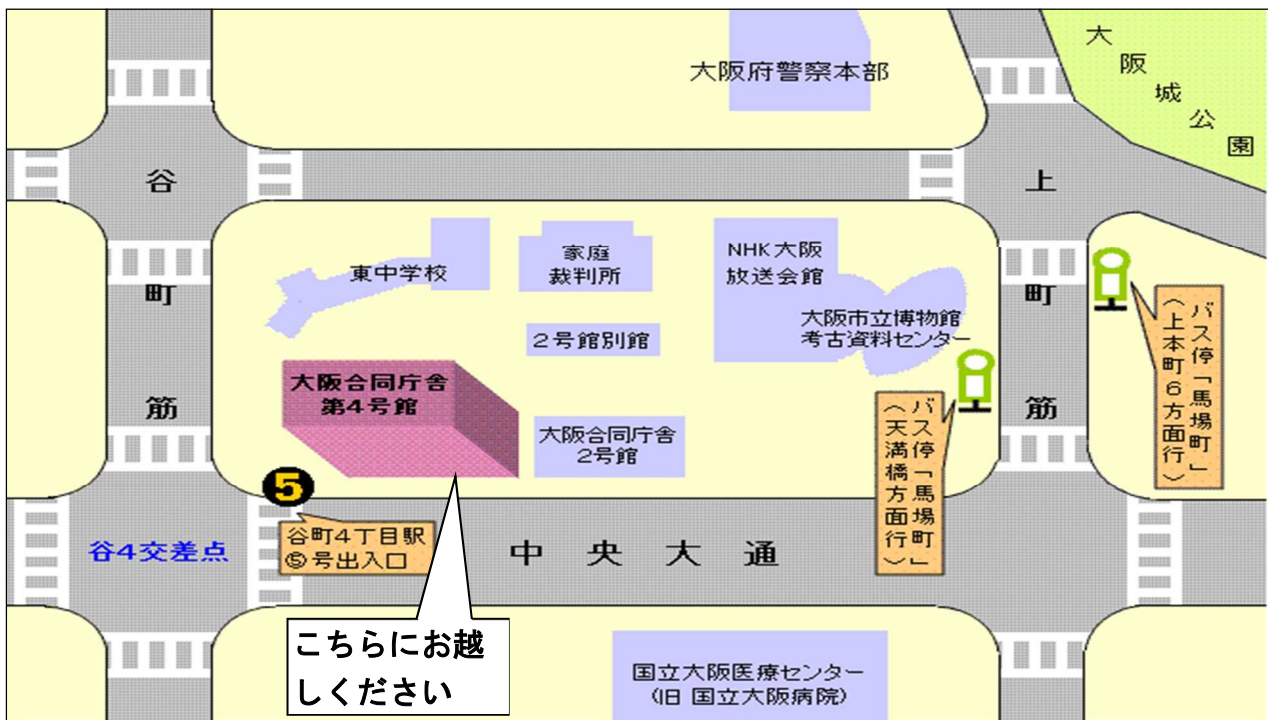 大阪府警察本部
大阪城公園
谷町筋
上町筋
東中学校
家庭
裁判所
NHK大阪
放送会館
大阪市立博物館
考古資料センター
2号館別館
大阪合同庁舎
第4号館
大阪合同庁舎
2号館
バス停「馬場町」
(上本町6方面行)
バス停「馬場町」
(天満橋方面行)
5
谷町4丁目駅
⑤号出入口
谷4交差点
中央大通
こちらにお越
しください
国立大阪医療センター
(旧 国立大阪病院)